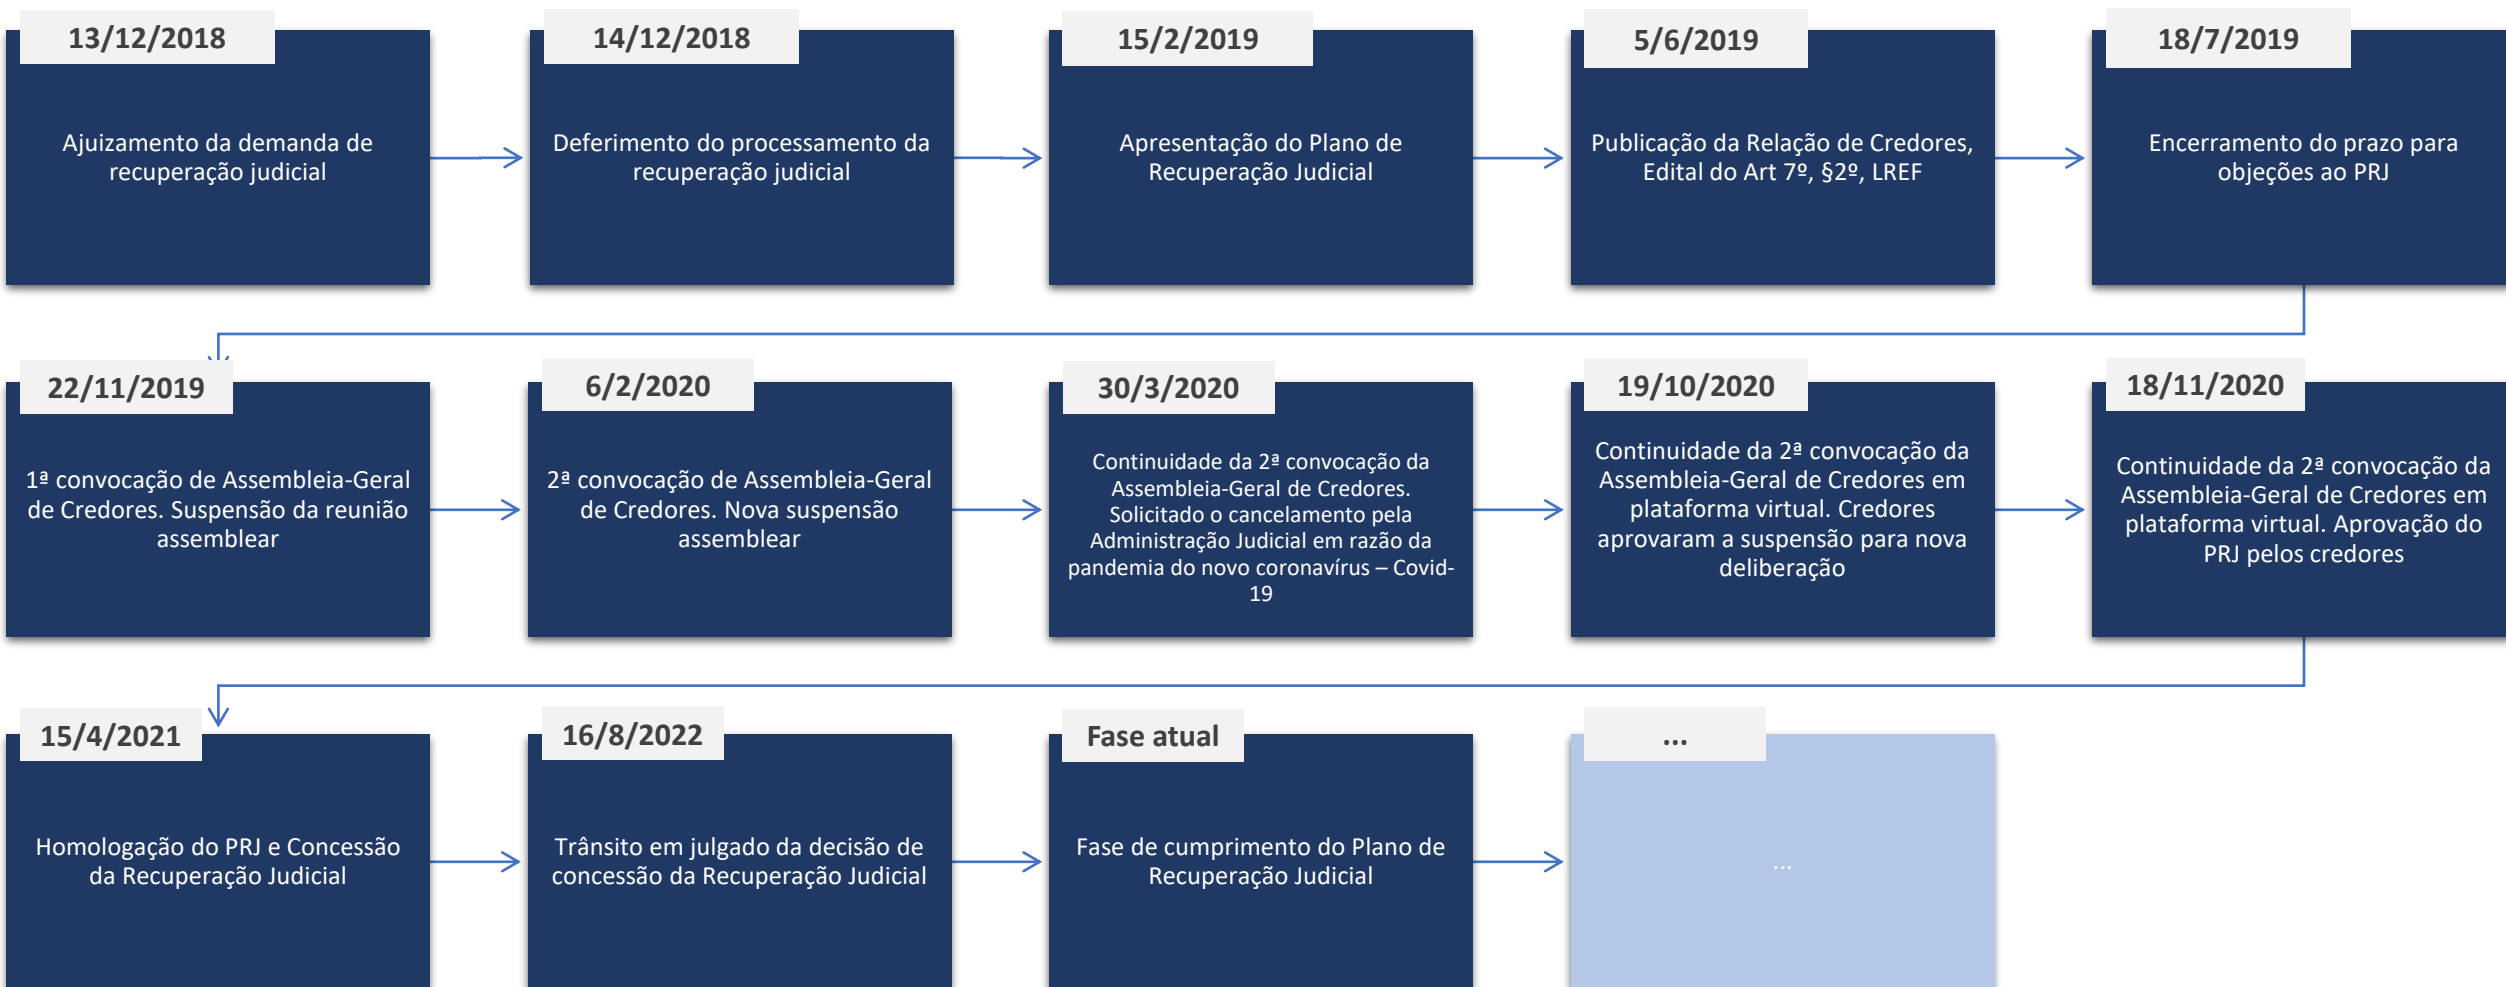 13/12/2018
Ajuizamento da demanda de
recuperação judicial
14/12/2018
Deferimento do processamento da
recuperação judicial
15/2/2019
Apresentação do Plano de
Recuperação Judicial
5/6/2019
Publicação da Relação de Credores,
Edital do Art 7º, §2º, LREF
18/7/2019
Encerramento do prazo para
objeções ao PRJ
22/11/2019
1ª convocação de Assembleia-Geral
de Credores. Suspensão da reunião
assemblear
6/2/2020
2ª convocação de Assembleia-Geral
de Credores. Nova suspensão
assemblear
30/3/2020
Continuidade da 2ª convocação da
Assembleia-Geral de Credores.
Solicitado o cancelamento pela
Administração Judicial em razão da
pandemia do novo coronavírus – Covid-
19
19/10/2020
Continuidade da 2ª convocação da
Assembleia-Geral de Credores em
plataforma virtual. Credores
aprovaram a suspensão para nova
deliberação
18/11/2020
Continuidade da 2ª convocação da
Assembleia-Geral de Credores em
plataforma virtual. Aprovação do
PRJ pelos credores
15/4/2021
Homologação do PRJ e Concessão
da Recuperação Judicial
16/8/2022
Trânsito em julgado da decisão de
concessão da Recuperação Judicial
Fase atual
Fase de cumprimento do Plano de
Recuperação Judicial
...
...